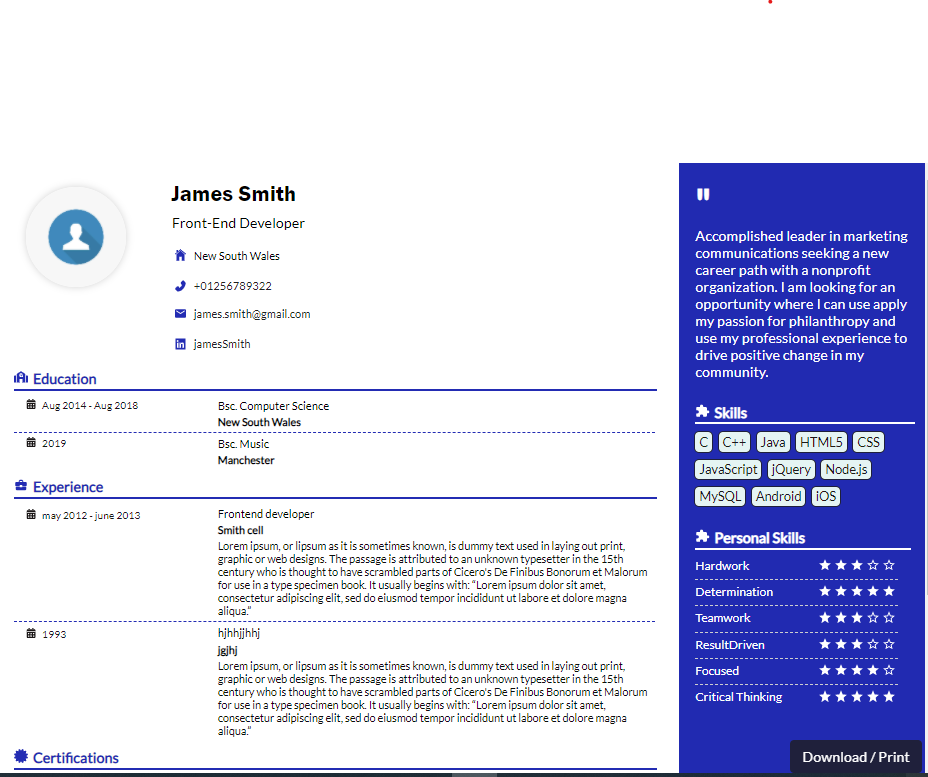 James Smith
Front-End Developer
New South Wales
+01256789322
james.smith@gmail.com
jamesSmith
Education
Aug 2014 - Aug 2018
Bsc. Computer Science
New South Wales
2019
Bsc. Music
Manchester
Experience
may 2012 - june 2013
Frontend developer
Smith cell
Lorem ipsum, or lipsum as it is sometimes known, is dummy text used in laying out print,
graphic or web designs. The passage is attributed to an unknown typesetter in the 15th
century who is thought to have scrambled parts of Cicero's De Finibus Bonorum et Malorum
for use in a type specimen book. It usually begins with: “Lorem ipsum dolor sit amet,
consectetur adipiscing elit, sed do eiusmod tempor incididunt ut labore et dolore magna
aliqua.”
1993
hjhhjjhhj
jgjhj
Lorem ipsum, or lipsum as it is sometimes known, is dummy text used in laying out print,
graphic or web designs. The passage is attributed to an unknown typesetter in the 15th
century who is thought to have scrambled parts of Cicero's De Finibus Bonorum et Malorum
for use in a type specimen book. It usually begins with: “Lorem ipsum dolor sit amet,
consectetur adipiscing elit, sed do eiusmod tempor incididunt ut labore et dolore magna
aliqua.”
Certifications
Accomplished leader in marketing
communications seeking a new
career path with a nonprofit
organization. I am looking for an
opportunity where I can use apply
my passion for philanthropy and
use my professional experience to
drive positive change in my
community.
Skills
C C++ Java HTML5 CSS
JavaScript jQuery Node.js
MySQL Android iOS
Personal Skills
Hardwork
Determination
Teamwork
ResultDriven
Focused
Critical Thinking
Download / Print